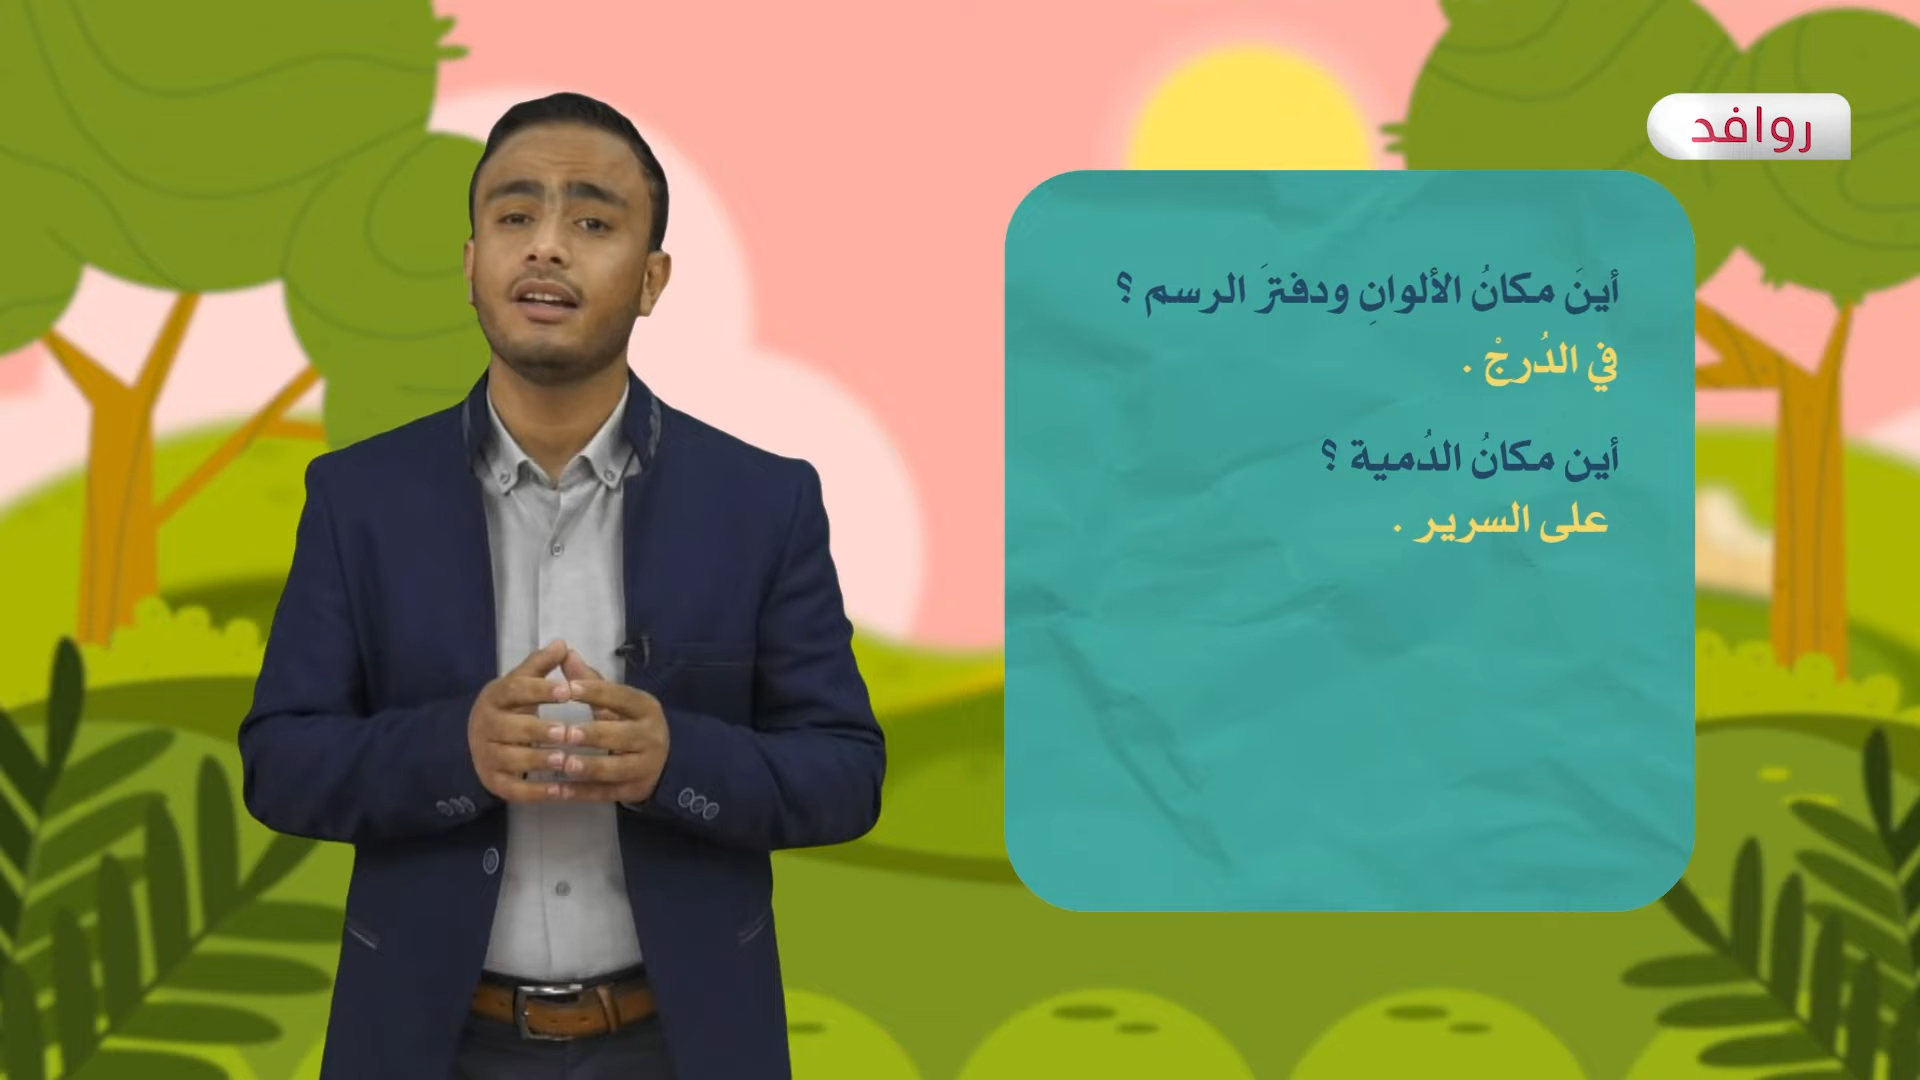 روافد
أينَ مكانُ الألوانِ ودفترَ الرسم ؟
في الدُرجْ .
أين مكانُ الدُمية ؟
على السرير .